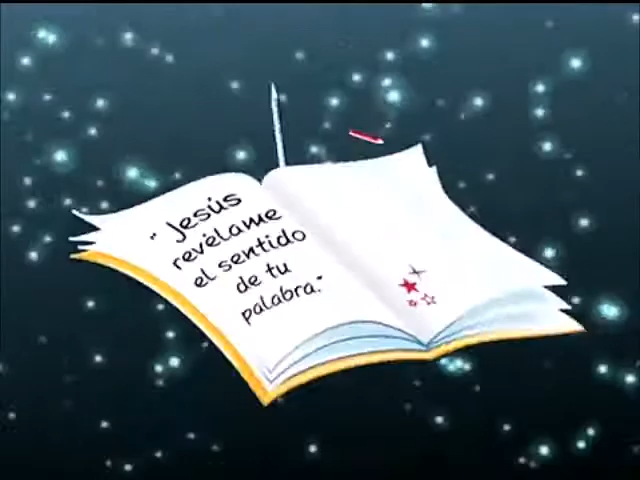 "Jesús
revélame
el sentido
de tu
palabra."